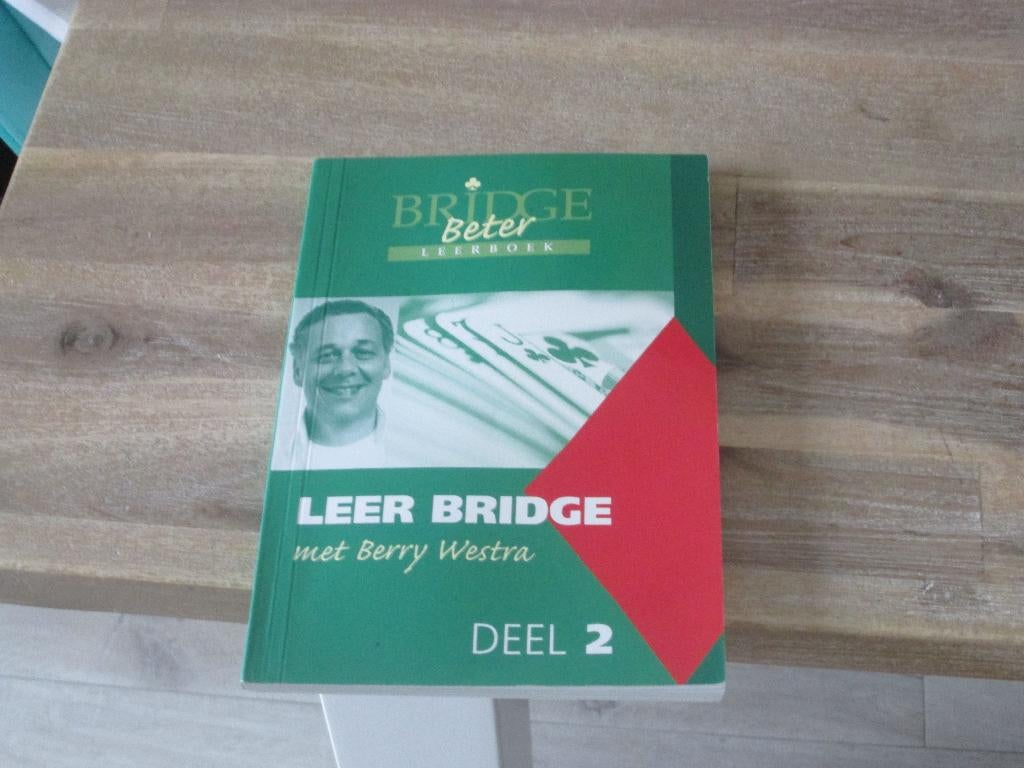 BRIDGE
Beter
LEERBOEK
J
LEER BRIDGE
met Berry Westra
DEEL 2